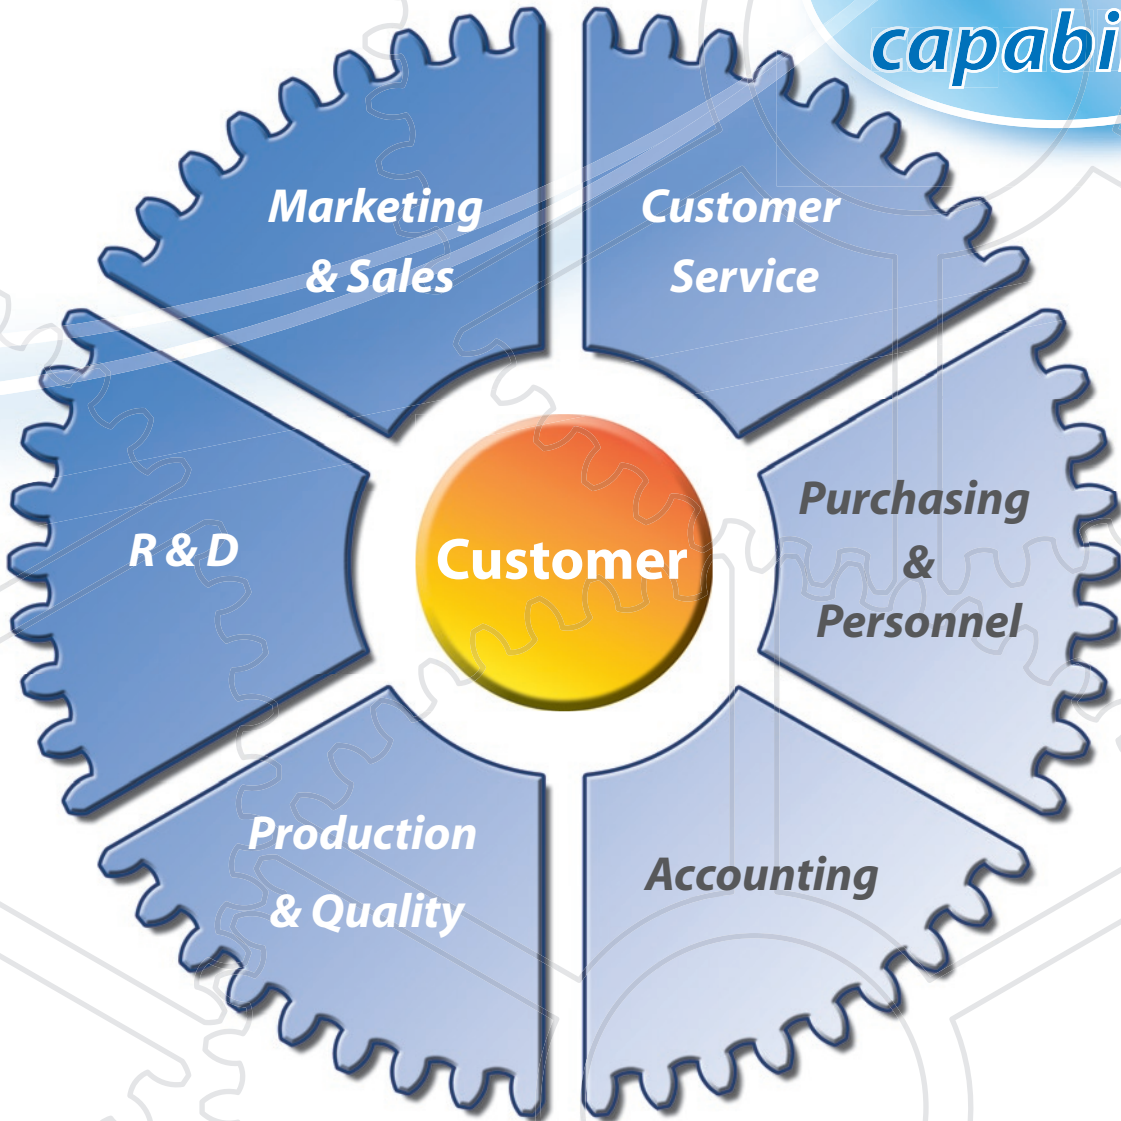 capabi
Marketing
& Sales
Customer
Service
R & D
Customer
Purchasing
&
Personnel
Production
& Quality
Accounting